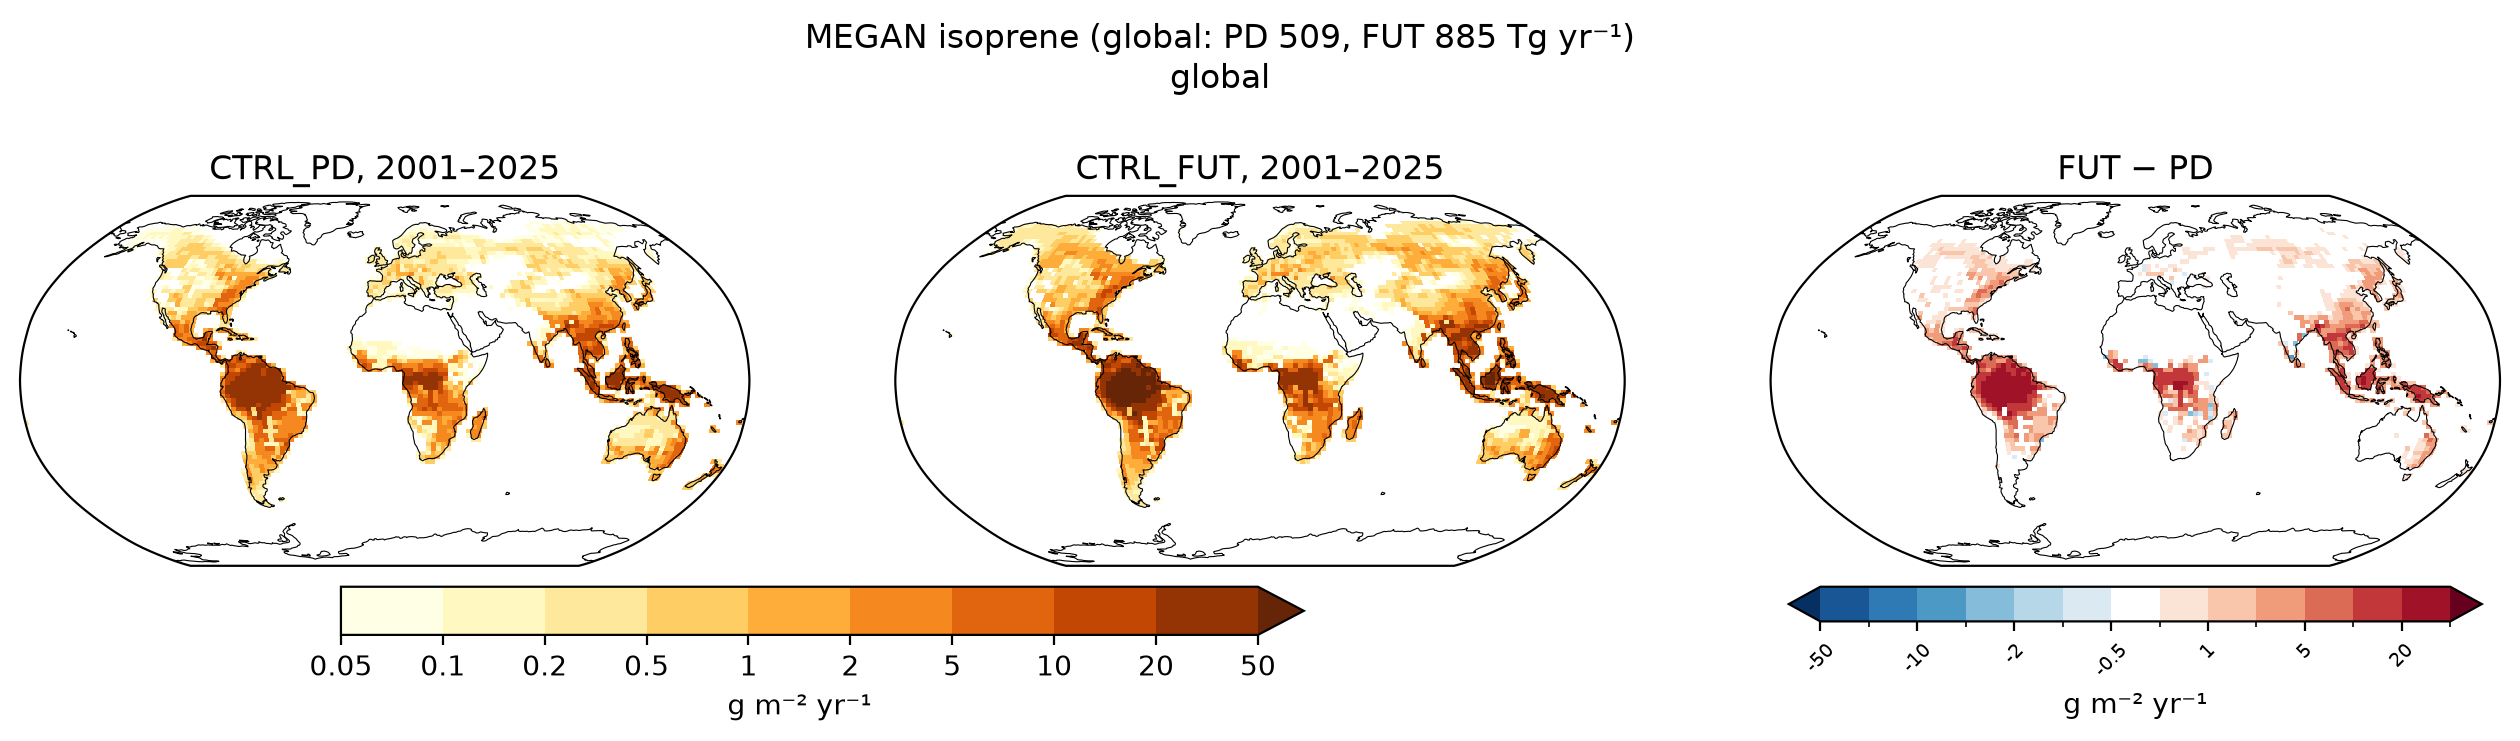 MEGAN isoprene (global: PD 509, FUT 885 Tg yr⁻¹)
global
CTRL_PD, 2001–2025
CTRL_FUT, 2001–2025
FUT − PD
0.05 0.1 0.2 0.5 1 2 5 10 20 50
g m⁻² yr⁻¹
-50 -10 -2 -0.5 1 5 20
g m⁻² yr⁻¹